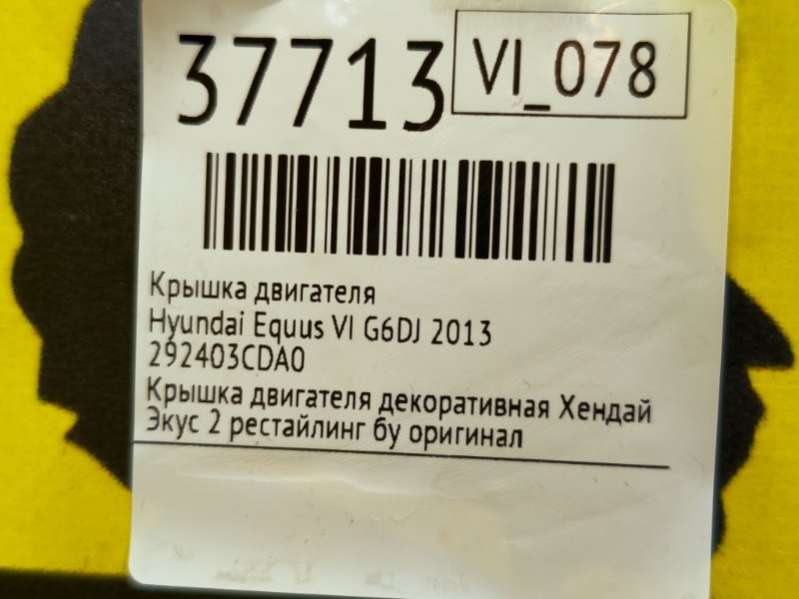 37713
VI_078
Крышка двигателя
Hyundai Equus VI G6DJ 2013
292403CDA0
Крышка двигателя декоративная Хендай
Экус 2 рестайлинг бу оригинал